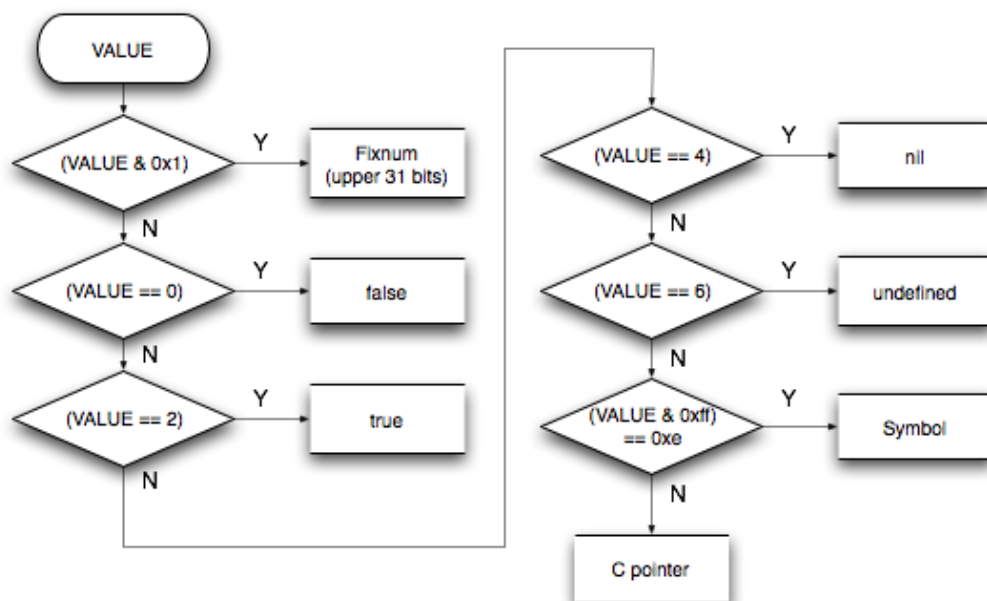 VALUE
(VALUE & 0x1)
Y
Fixnum
(upper 31 bits)
N
(VALUE == 0)
Y
false
N
(VALUE == 2)
Y
true
N
(VALUE == 4)
Y
nil
N
(VALUE == 6)
Y
undefined
N
(VALUE & 0xff)
== 0xe
Y
Symbol
N
C pointer